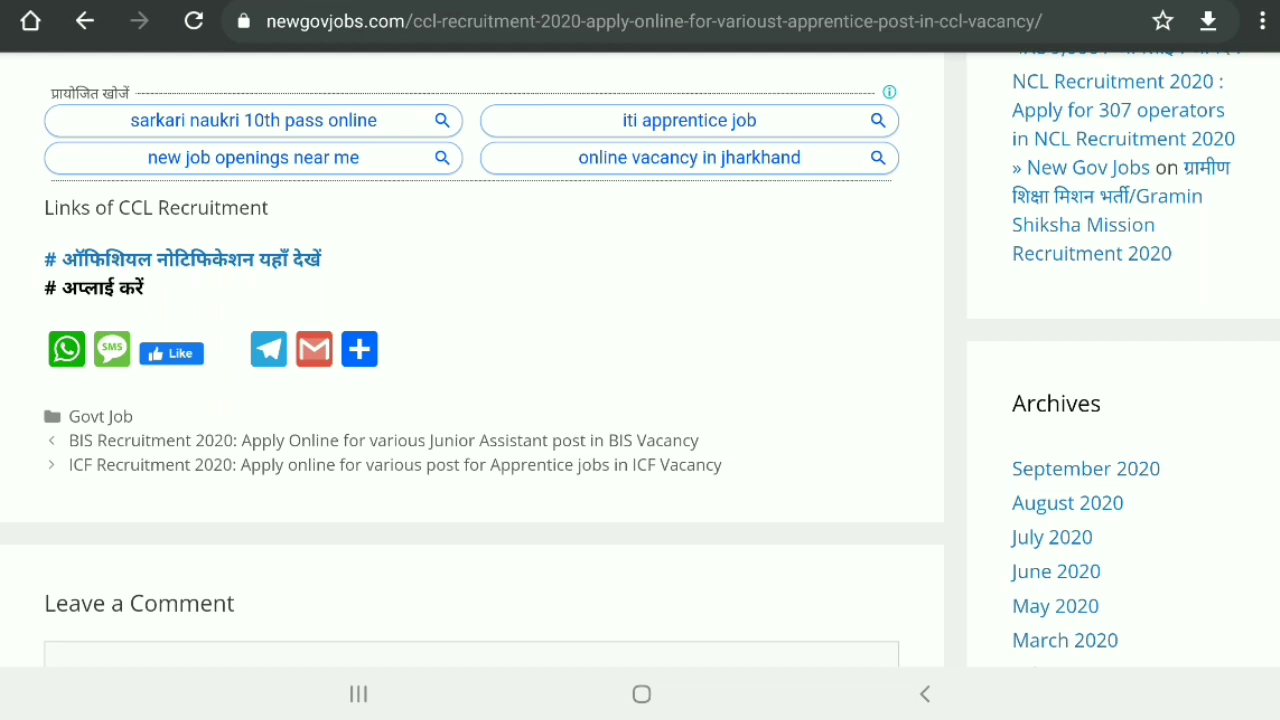 newgovjobs.com/ccl-recruitment-2020-apply-online-for-varioust-apprentice-post-in-ccl-vacancy/
प्रायोजित खोजें
sarkari naukri 10th pass online
iti apprentice job
new job openings near me
online vacancy in jharkhand
Links of CCL Recruitment
# ऑफिशियल नोटिफिकेशन यहाँ देखें
# अप्लाई करें
SMS
Like
Govt Job
BIS Recruitment 2020: Apply Online for various Junior Assistant post in BIS Vacancy
ICF Recruitment 2020: Apply online for various post for Apprentice jobs in ICF Vacancy
Leave a Comment
NCL Recruitment 2020 :
Apply for 307 operators
in NCL Recruitment 2020
» New Gov Jobs on ग्रामीण
शिक्षा मिशन भर्ती/Gramin
Shiksha Mission
Recruitment 2020
Archives
September 2020
August 2020
July 2020
June 2020
May 2020
March 2020